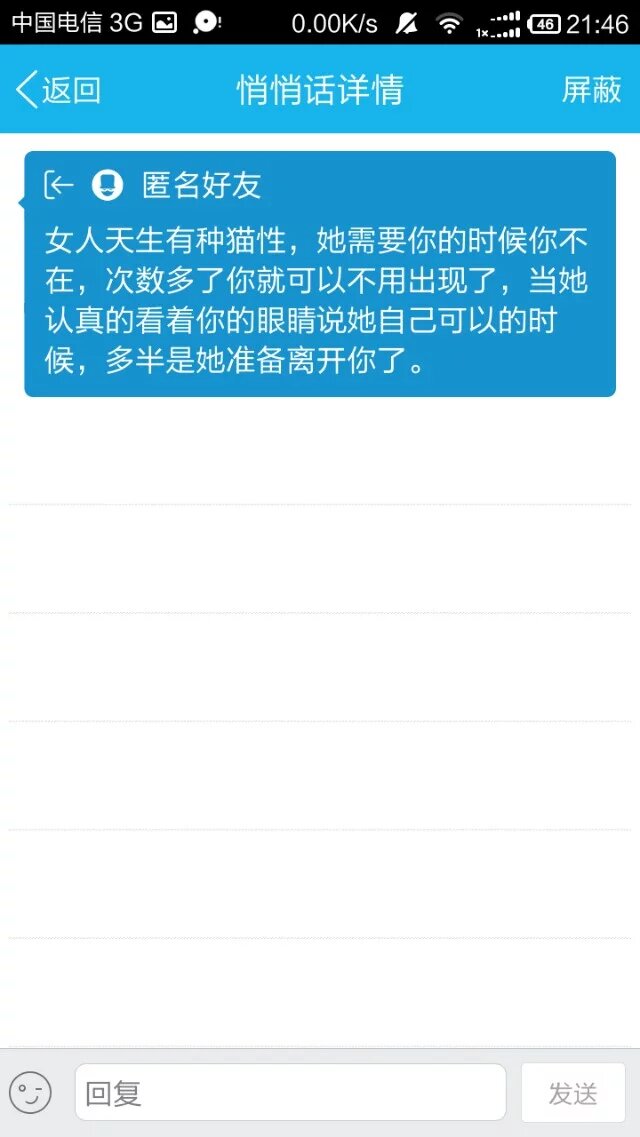 中国电信 3G 0.00K/s 1x 46 21:46
返回 悄悄话详情 屏蔽
匿名好友
女人天生有种猫性，她需要你的时候你不
在，次数多了你就可以不用出现了，当她
认真的看着你的眼睛说她自己可以的时
候，多半是她准备离开你了。
回复 发送